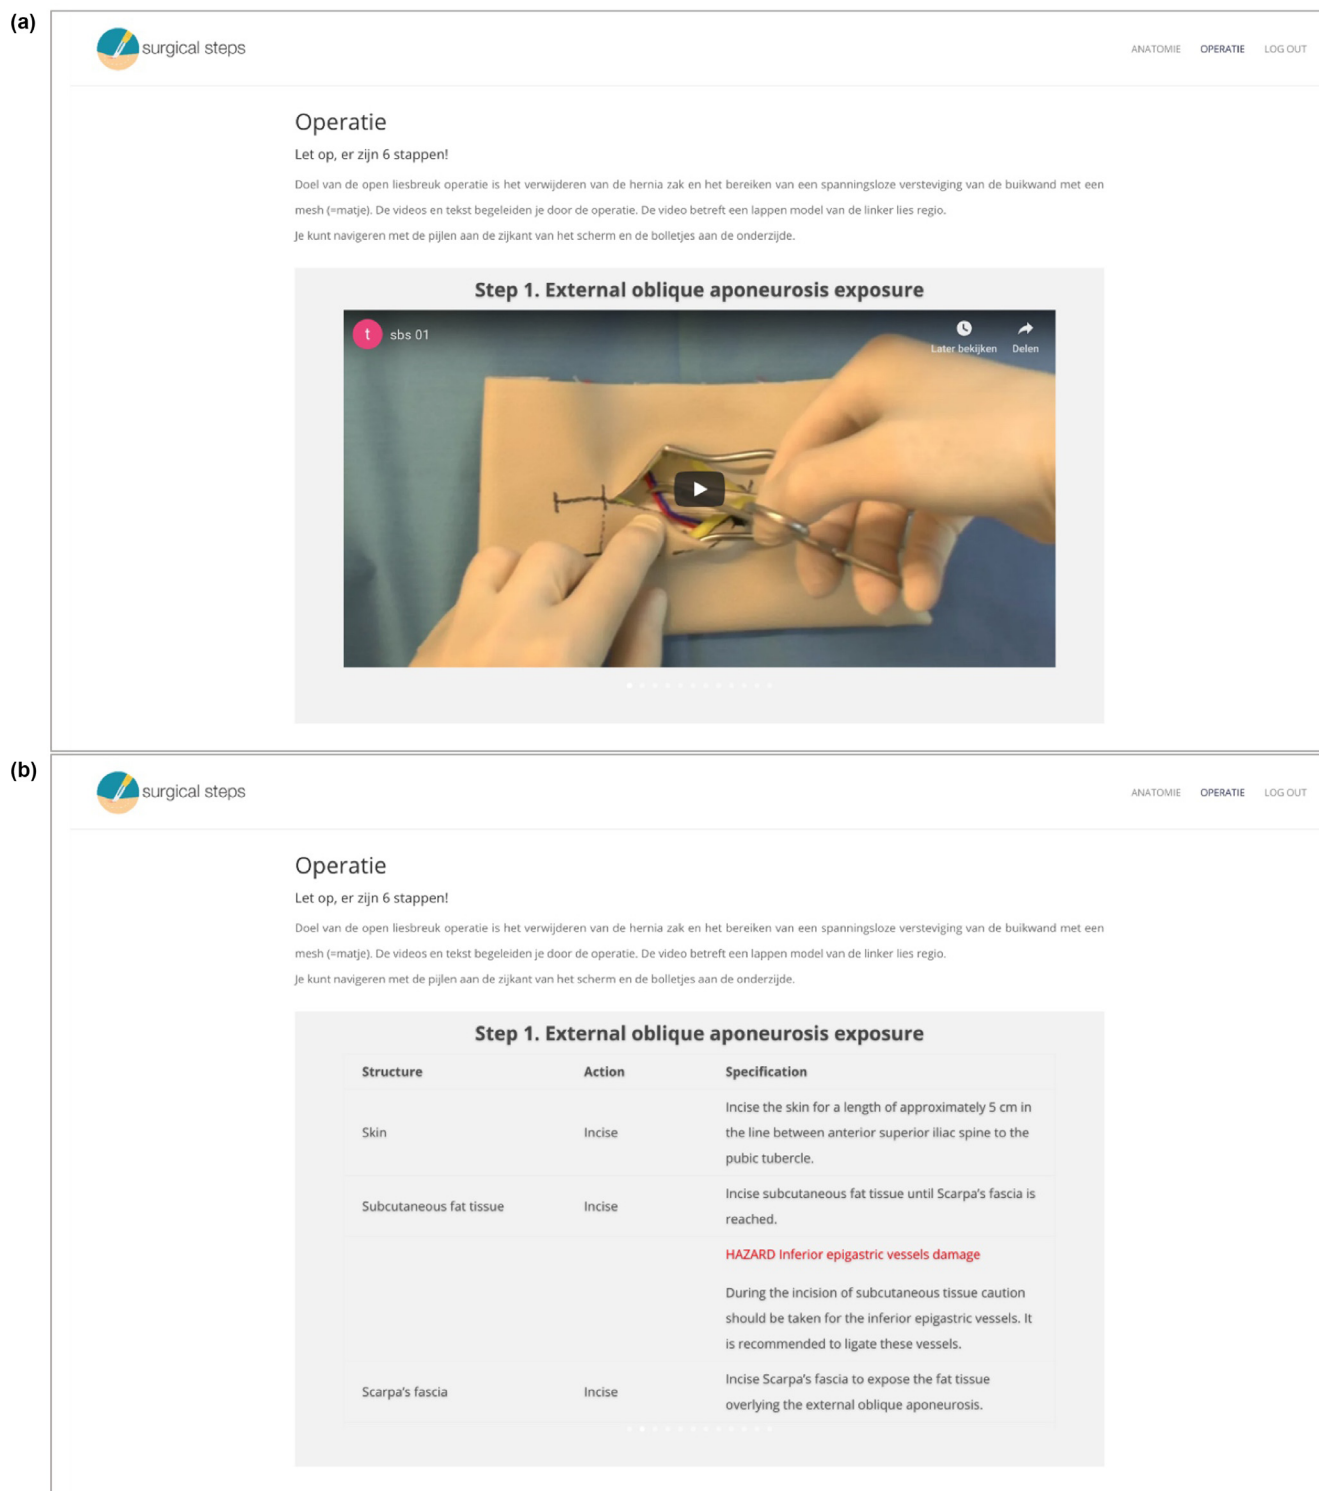 (a)
surgical steps
ANATOMIE OPERATIE LOG OUT
Operatie
Let op, er zijn 6 stappen!
Doel van de open liesbreuk operatie is het verwijderen van de hernia zak en het bereiken van een spanningsloze versteviging van de buikwand met een
mesh (=matje). De videos en tekst begeleiden je door de operatie. De video betreft een lappen model van de linker lies regio.
Je kunt navigeren met de pijlen aan de zijkant van het scherm en de bolletjes aan de onderzijde.
Step 1. External oblique aponeurosis exposure
t sbs 01
Later bekijken Delen
(b)
surgical steps
ANATOMIE OPERATIE LOG OUT
Operatie
Let op, er zijn 6 stappen!
Doel van de open liesbreuk operatie is het verwijderen van de hernia zak en het bereiken van een spanningsloze versteviging van de buikwand met een
mesh (=matje). De videos en tekst begeleiden je door de operatie. De video betreft een lappen model van de linker lies regio.
Je kunt navigeren met de pijlen aan de zijkant van het scherm en de bolletjes aan de onderzijde.
Step 1. External oblique aponeurosis exposure
Structure Action Specification
Incise the skin for a length of approximately 5 cm in
Skin Incise the line between anterior superior iliac spine to the
pubic tubercle.
Incise subcutaneous fat tissue until Scarpa's fascia is
Subcutaneous fat tissue Incise
reached.
HAZARD Inferior epigastric vessels damage
During the incision of subcutaneous tissue caution
should be taken for the inferior epigastric vessels. It
is recommended to ligate these vessels.
Incise Scarpa's fascia to expose the fat tissue
Scarpa's fascia Incise
overlying the external oblique aponeurosis.